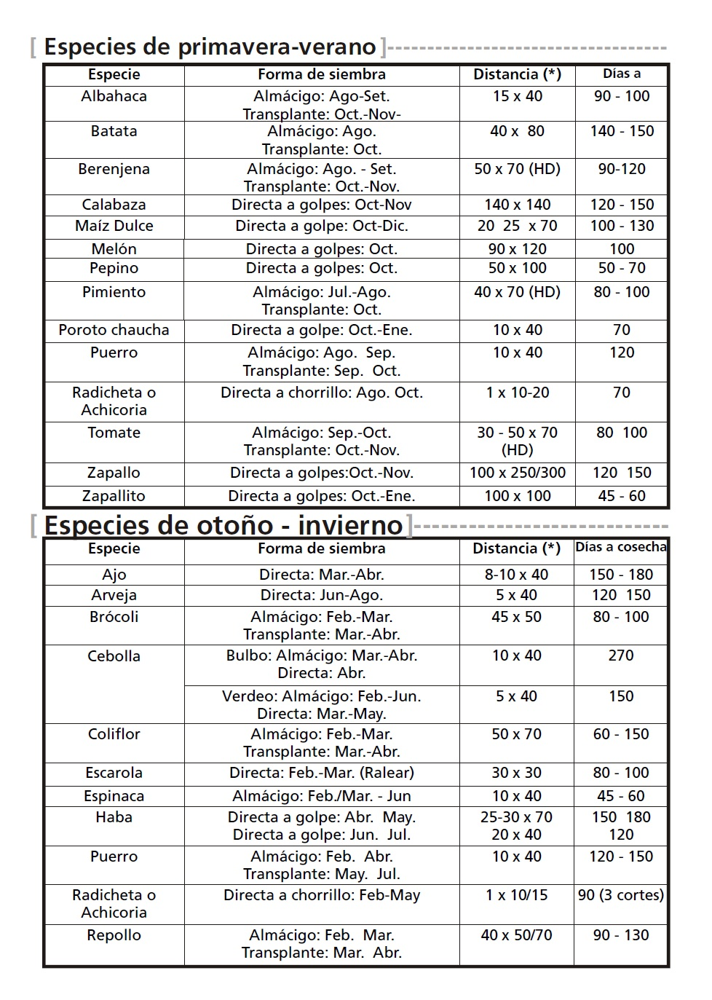 [ Especies de primavera-verano ]-----------------------------------
Especie Forma de siembra Distancia (*) Días a
Albahaca Almácigo: Ago-Set. 15 x 40 90 - 100
Transplante: Oct.-Nov-
Batata Almácigo: Ago. 40 x 80 140 - 150
Transplante: Oct.
Berenjena Almácigo: Ago. - Set. 50 x 70 (HD) 90-120
Transplante: Oct.-Nov.
Calabaza Directa a golpes: Oct-Nov 140 x 140 120 - 150
Maíz Dulce Directa a golpe: Oct-Dic. 20 25 x 70 100 - 130
Melón Directa a golpes: Oct. 90 x 120 100
Pepino Directa a golpes: Oct. 50 x 100 50 - 70
Pimiento Almácigo: Jul.-Ago. 40 x 70 (HD) 80 - 100
Transplante: Oct.
Poroto chaucha Directa a golpe: Oct.-Ene. 10 x 40 70
Puerro Almácigo: Ago. Sep. 10 x 40 120
Transplante: Sep. Oct.
Radicheta o Directa a chorrillo: Ago. Oct. 1 x 10-20 70
Achicoria
Tomate Almácigo: Sep.-Oct. 30 - 50 x 70 80 100
Transplante: Oct.-Nov. (HD)
Zapallo Directa a golpes:Oct.-Nov. 100 x 250/300 120 150
Zapallito Directa a golpes: Oct.-Ene. 100 x 100 45 - 60
[ Especies de otoño - invierno ]----------------------------
Especie Forma de siembra Distancia (*) Días a cosecha
Ajo Directa: Mar.-Abr. 8-10 x 40 150 - 180
Arveja Directa: Jun-Ago. 5 x 40 120 150
Brócoli Almácigo: Feb.-Mar. 45 x 50 80 - 100
Transplante: Mar.-Abr.
Cebolla Bulbo: Almácigo: Mar.-Abr. 10 x 40 270
Directa: Abr.
Verdeo: Almácigo: Feb.-Jun. 5 x 40 150
Directa: Mar.-May.
Coliflor Almácigo: Feb.-Mar. 50 x 70 60 - 150
Transplante: Mar.-Abr.
Escarola Directa: Feb.-Mar. (Ralear) 30 x 30 80 - 100
Espinaca Almácigo: Feb./Mar. - Jun 10 x 40 45 - 60
Haba Directa a golpe: Abr. May. 25-30 x 70 150 180
Directa a golpe: Jun. Jul. 20 x 40 120
Puerro Almácigo: Feb. Abr. 10 x 40 120 - 150
Transplante: May. Jul.
Radicheta o Directa a chorrillo: Feb-May 1 x 10/15 90 (3 cortes)
Achicoria
Repollo Almácigo: Feb. Mar. 40 x 50/70 90 - 130
Transplante: Mar. Abr.